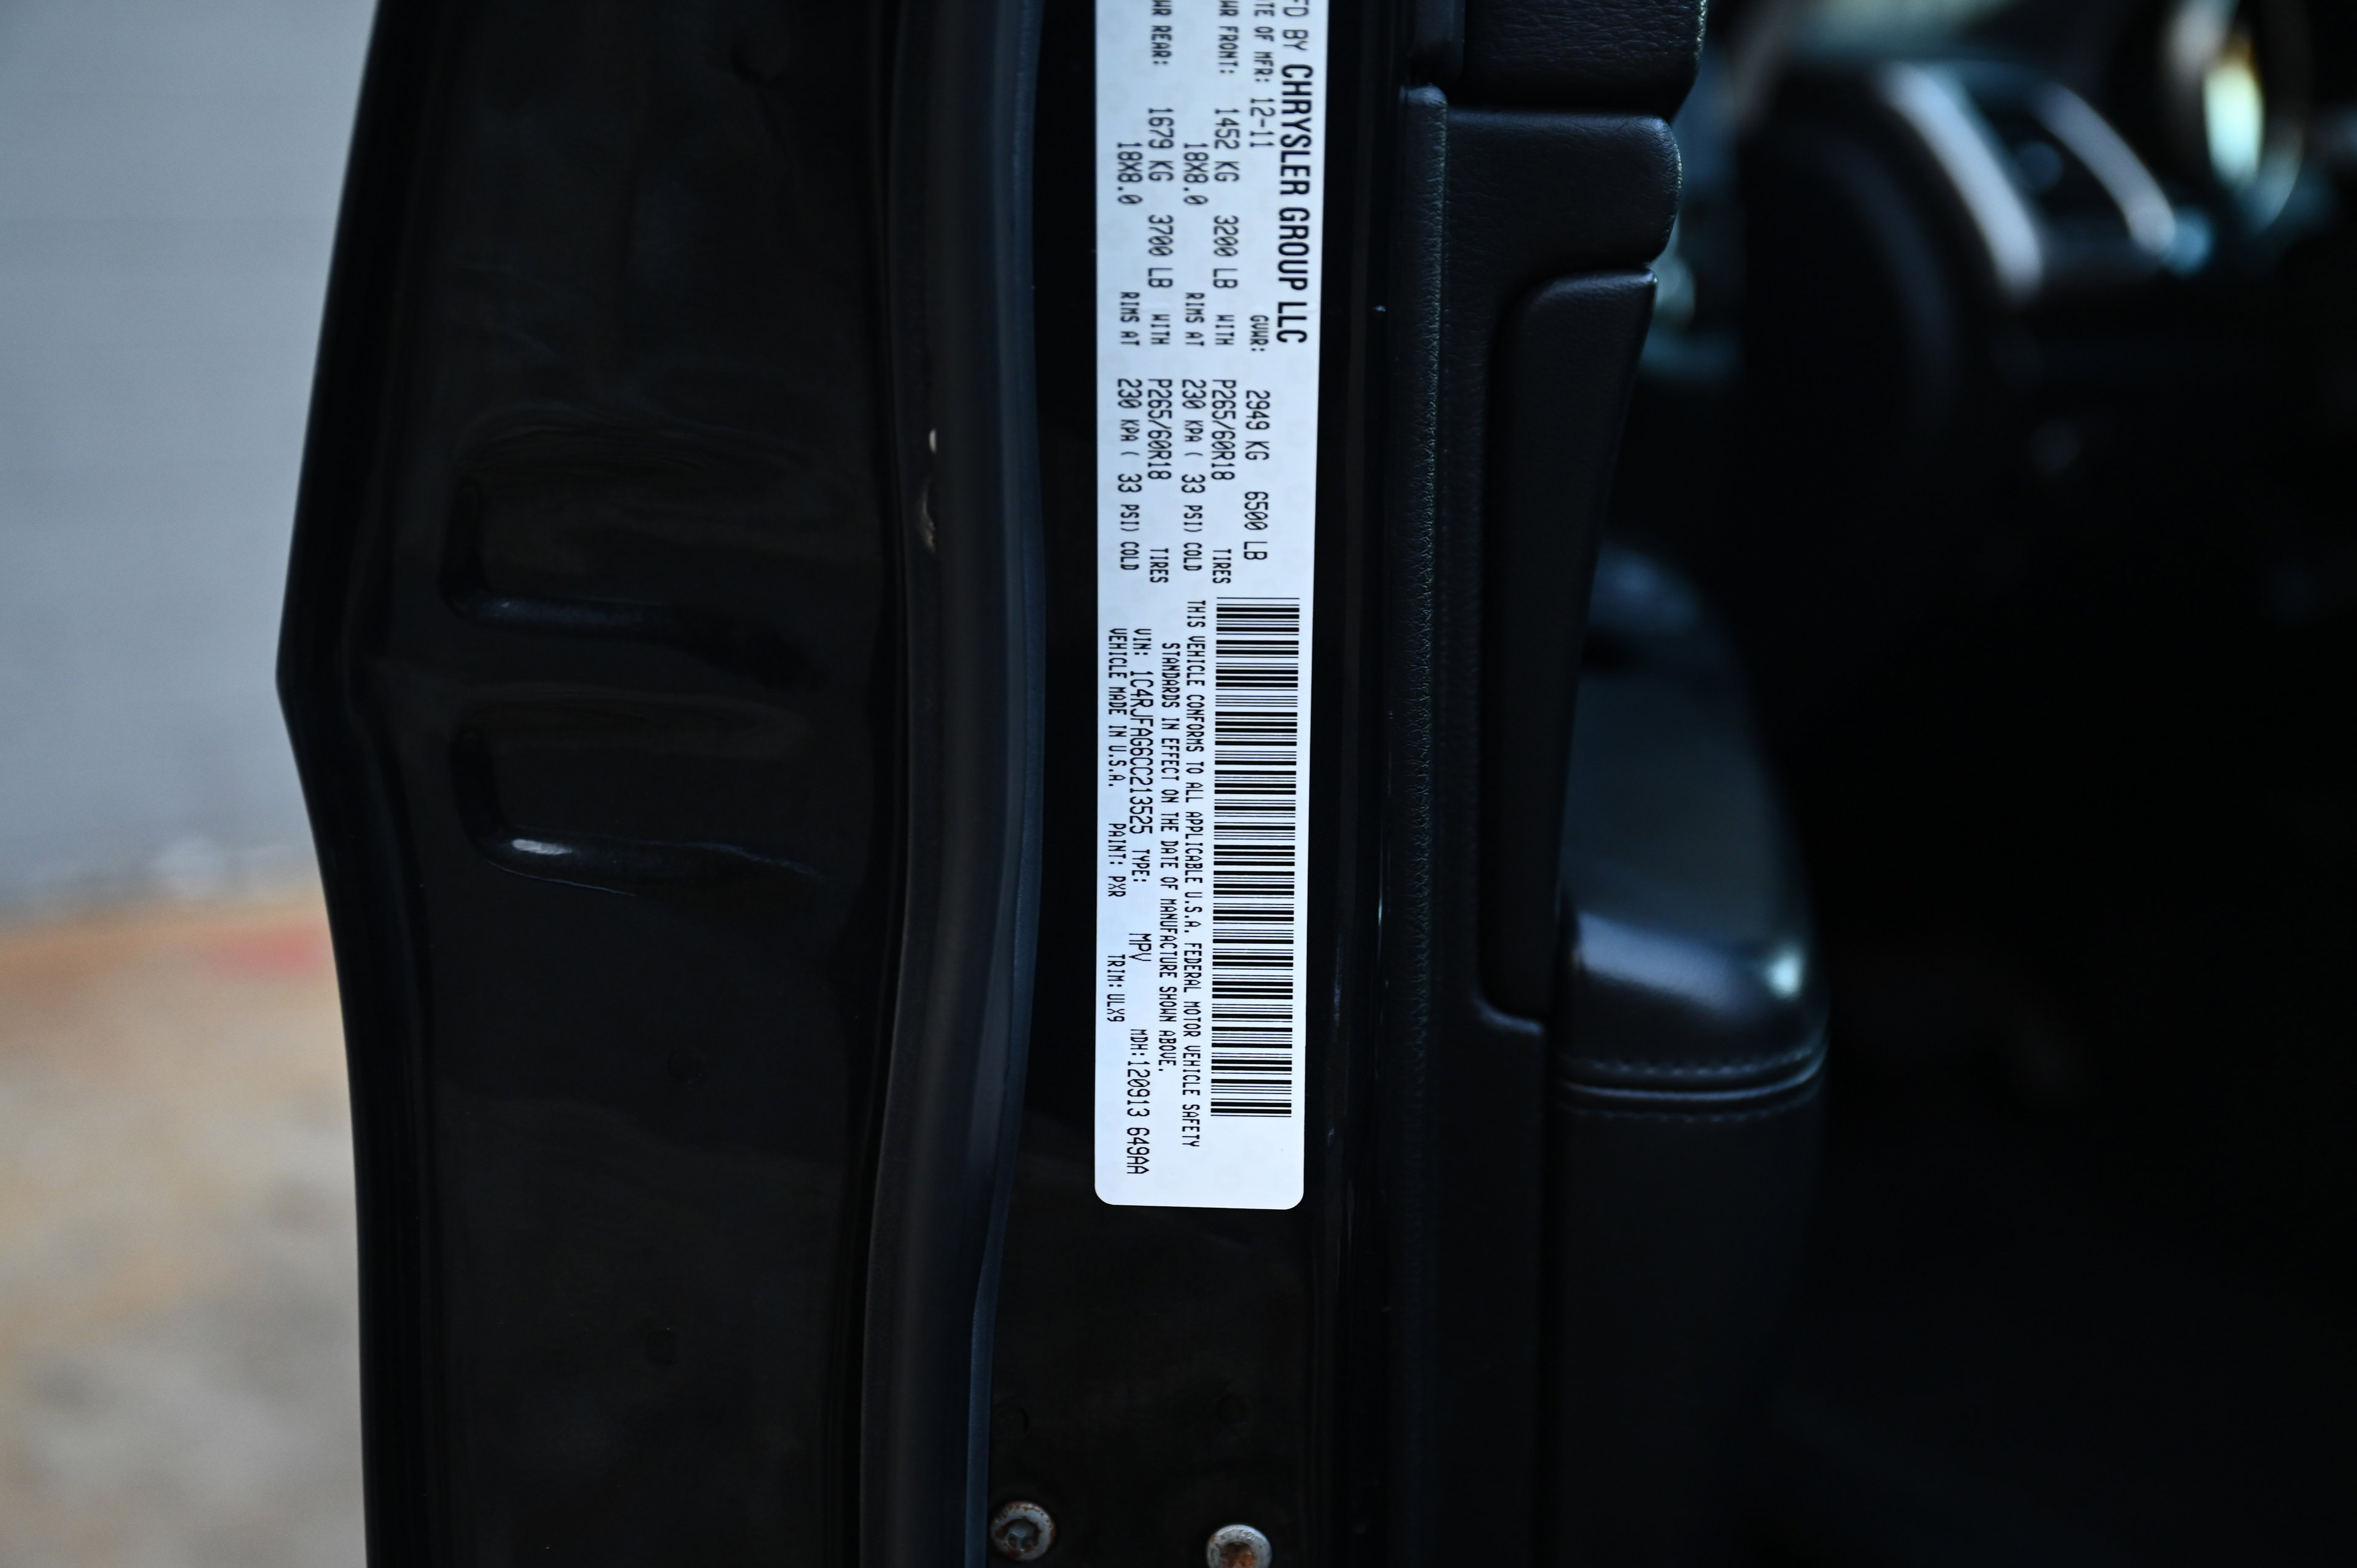 FD BY CHRYSLER GROUP LLC
TE OF MFR: 12-11 GVWR: 2949 KG 6500 LB
WR FRONT: 1452 KG 3200 LB WITH P265/60R18 TIRES
18X8.0 RIMS AT 230 KPA ( 33 PSI) COLD
WR REAR: 1679 KG 3700 LB WITH P265/60R18 TIRES
18X8.0 RIMS AT 230 KPA ( 33 PSI) COLD
THIS VEHICLE CONFORMS TO ALL APPLICABLE U.S.A. FEDERAL MOTOR VEHICLE SAFETY
STANDARDS IN EFFECT ON THE DATE OF MANUFACTURE SHOWN ABOVE.
VIN: 1C4RJFAG6CC213525 TYPE: MPV MDH:120913 649AA
VEHICLE MADE IN U.S.A. PAINT: PXR TRIM: ULX9